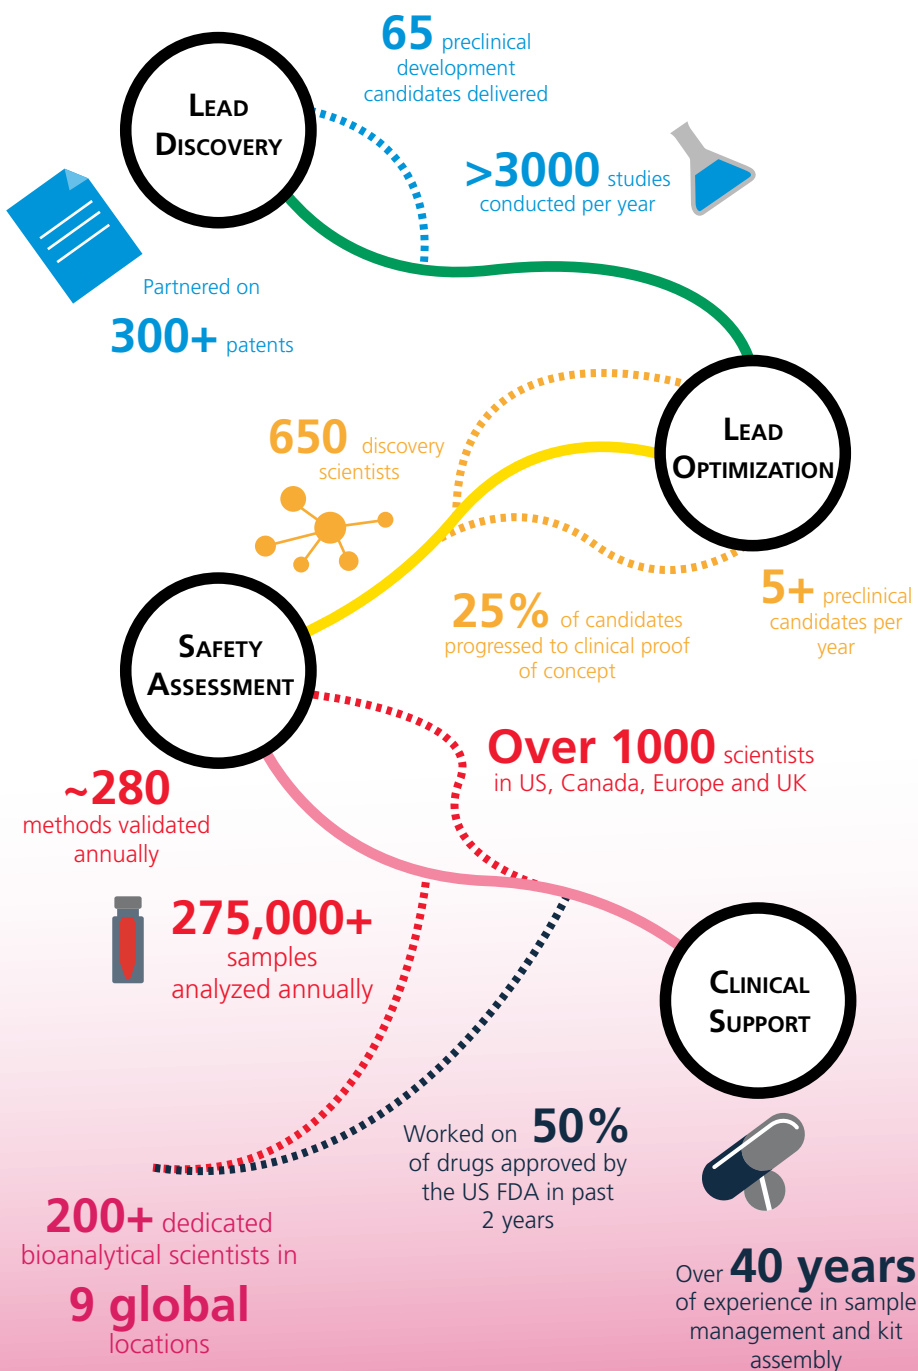 65 preclinical
development
candidates delivered
LEAD
DISCOVERY
>3000 studies
conducted per year
Partnered on
300+ patents
LEAD
OPTIMIZATION
650 discovery
scientists
5+ preclinical
candidates per
year
25% of candidates
progressed to clinical proof
of concept
SAFETY
ASSESSMENT
Over 1000 scientists
in US, Canada, Europe and UK
~280
methods validated
annually
275,000+
samples
analyzed annually
CLINICAL
SUPPORT
Worked on 50%
of drugs approved by
the US FDA in past
2 years
200+ dedicated
bioanalytical scientists in
9 global
locations
Over 40 years
of experience in sample
management and kit
assembly